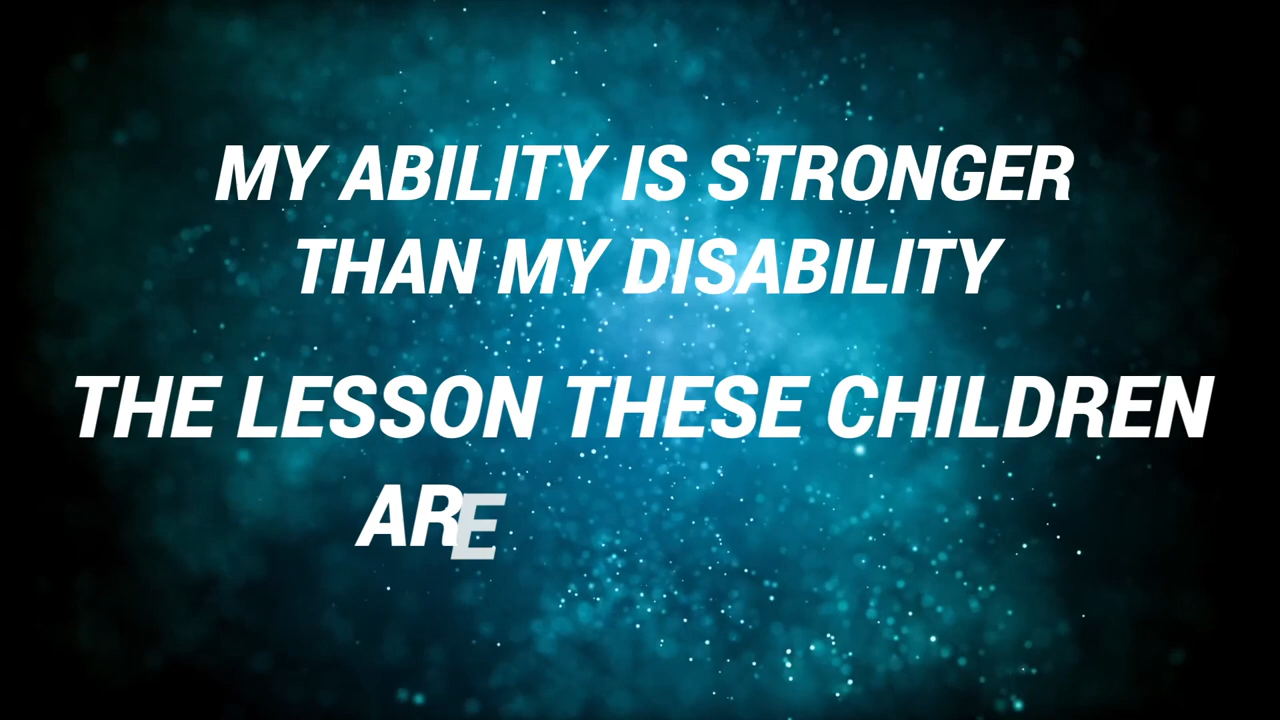 MY ABILITY IS STRONGER
THAN MY DISABILITY
THE LESSON THESE CHILDREN
ARE